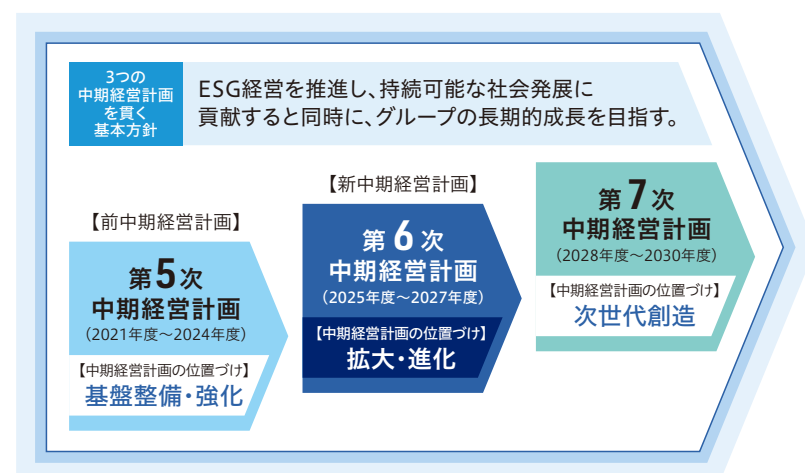 3つの
中期経営計画
を貫く
基本方針
ESG経営を推進し、持続可能な社会発展に
貢献すると同時に、グループの長期的成長を目指す。
【前中期経営計画】
第5次
中期経営計画
（2021年度～2024年度）
【中期経営計画の位置づけ】
基盤整備・強化
【新中期経営計画】
第6次
中期経営計画
（2025年度～2027年度）
【中期経営計画の位置づけ】
拡大・進化
第7次
中期経営計画
（2028年度～2030年度）
【中期経営計画の位置づけ】
次世代創造